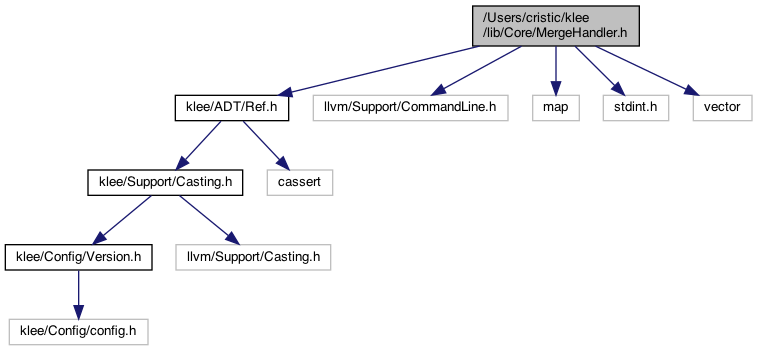 /Users/cristic/klee
/lib/Core/MergeHandler.h
klee/ADT/Ref.h
llvm/Support/CommandLine.h
map
stdint.h
vector
klee/Support/Casting.h
cassert
klee/Config/Version.h
llvm/Support/Casting.h
klee/Config/config.h